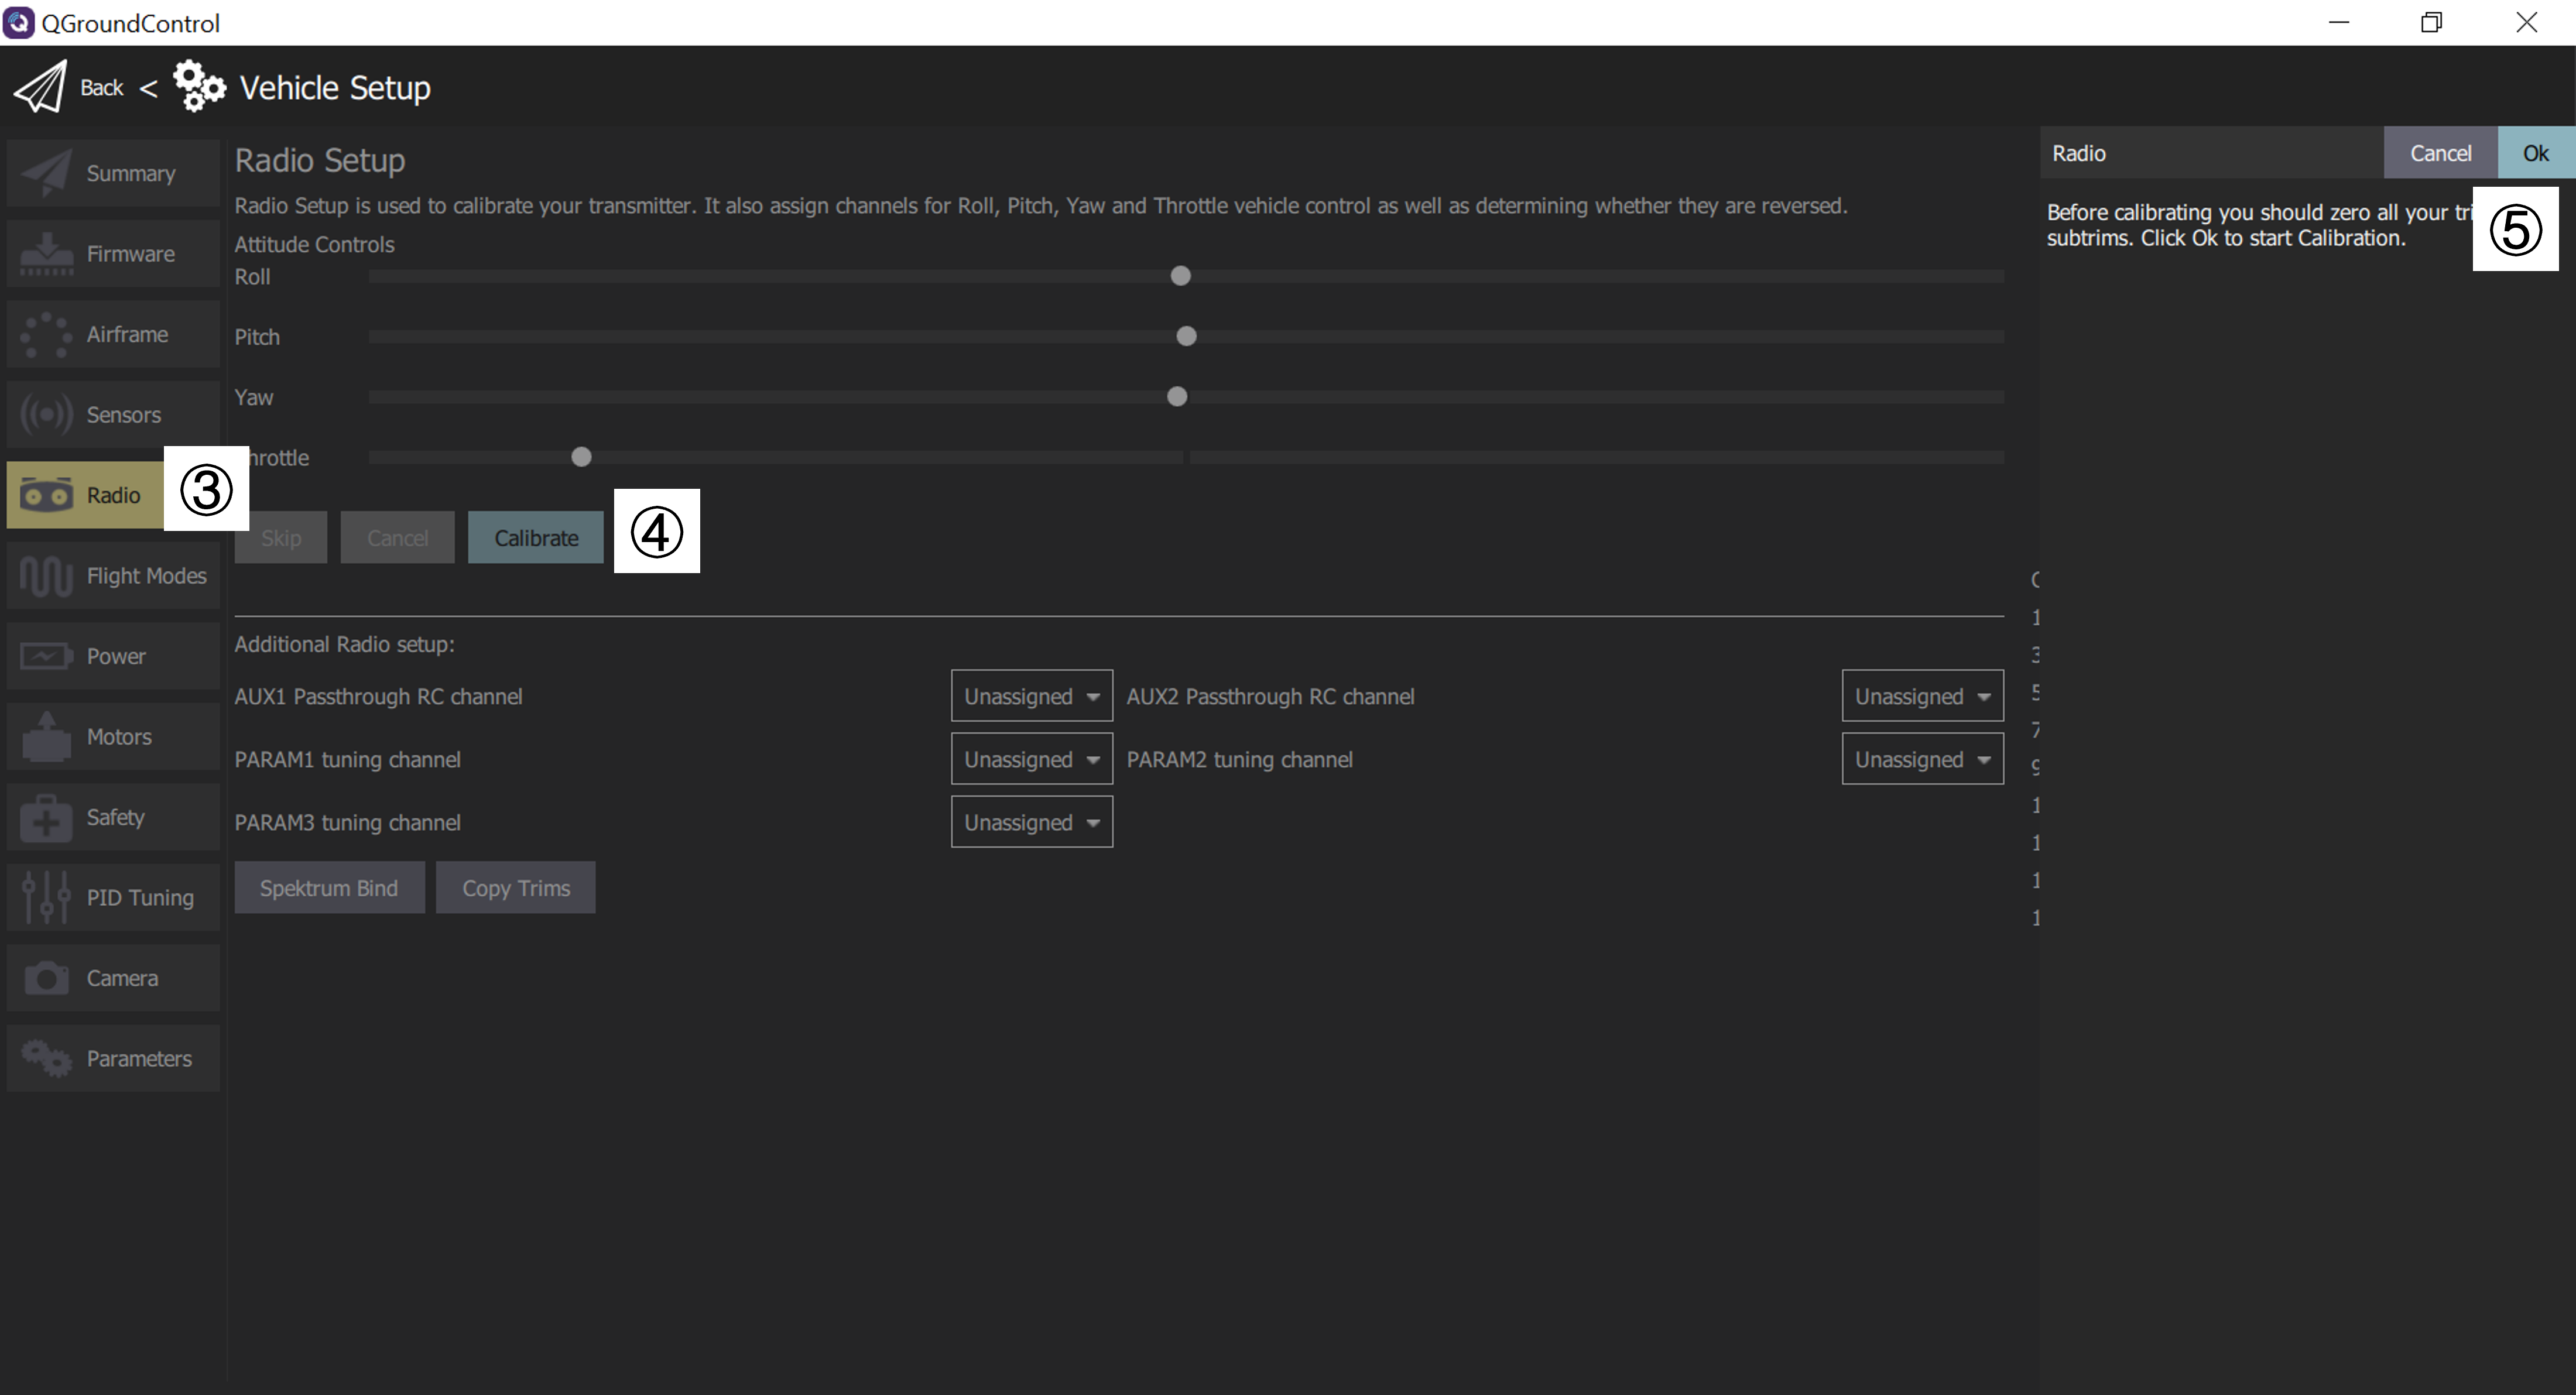 QGroundControl
Back < Vehicle Setup
Summary
Firmware
Airframe
Sensors
Radio
③
Flight Modes
Power
Motors
Safety
PID Tuning
Camera
Parameters
Radio Setup
Radio Setup is used to calibrate your transmitter. It also assign channels for Roll, Pitch, Yaw and Throttle vehicle control as well as determining whether they are reversed.
Attitude Controls
Roll
Pitch
Yaw
hrottle
Skip Cancel Calibrate ④
Additional Radio setup:
AUX1 Passthrough RC channel Unassigned AUX2 Passthrough RC channel Unassigned
PARAM1 tuning channel Unassigned PARAM2 tuning channel Unassigned
PARAM3 tuning channel Unassigned
Spektrum Bind Copy Trims
1
3
5
7
9
1
1
1
1
Radio Cancel Ok
Before calibrating you should zero all your tri
subtrims. Click Ok to start Calibration.
⑤